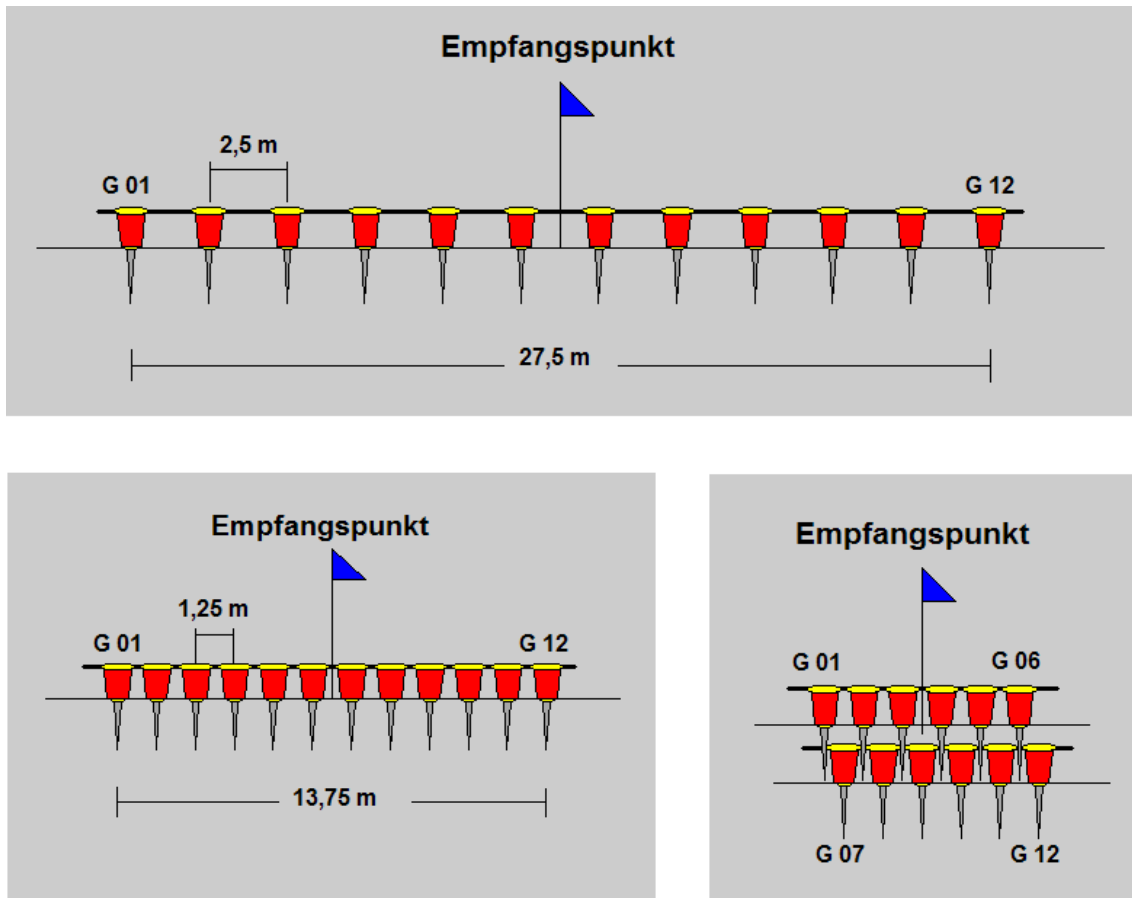 Empfangspunkt
2,5 m
G 01
G 12
27,5 m
Empfangspunkt
1,25 m
G 01
G 12
13,75 m
Empfangspunkt
G 01
G 06
G 07
G 12